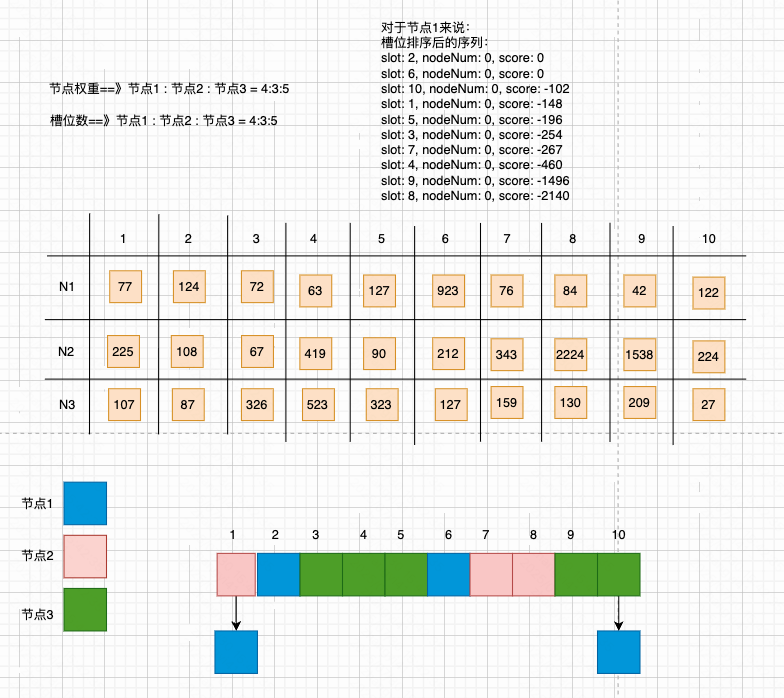 对于节点1来说：
槽位排序后的序列：
slot: 2, nodeNum: 0, score: 0
slot: 6, nodeNum: 0, score: 0
slot: 10, nodeNum: 0, score: -102
slot: 1, nodeNum: 0, score: -148
slot: 5, nodeNum: 0, score: -196
slot: 3, nodeNum: 0, score: -254
slot: 7, nodeNum: 0, score: -267
slot: 4, nodeNum: 0, score: -460
slot: 9, nodeNum: 0, score: -1496
slot: 8, nodeNum: 0, score: -2140
节点权重==》节点1 : 节点2 : 节点3 = 4:3:5
槽位数==》节点1 : 节点2 : 节点3 = 4:3:5
1 2 3 4 5 6 7 8 9 10
N1 77 124 72 63 127 923 76 84 42 122
N2 225 108 67 419 90 212 343 2224 1538 224
N3 107 87 326 523 323 127 159 130 209 27
节点1
节点2
节点3
1 2 3 4 5 6 7 8 9 10